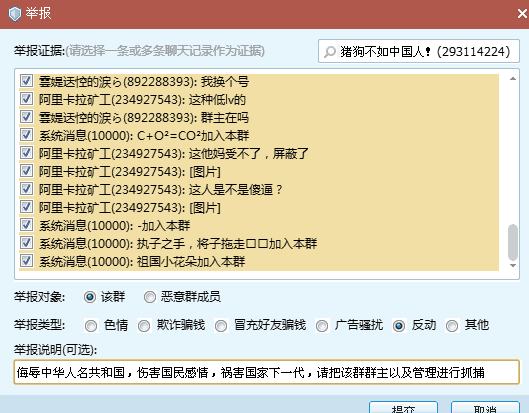 举报
举报证据:(请选择一条或多条聊天记录作为证据)
猪狗不如中国人! (293114224)
雲媞迗悾的淚ら(892288393): 我换个号
阿里卡拉矿工(234927543): 这种低lv的
雲媞迗悾的淚ら(892288393): 群主在吗
系统消息(10000): C+O²=CO²加入本群
阿里卡拉矿工(234927543): 这他妈受不了，屏蔽了
阿里卡拉矿工(234927543): [图片]
阿里卡拉矿工(234927543): 这人是不是傻逼？
阿里卡拉矿工(234927543): [图片]
系统消息(10000): -加入本群
系统消息(10000): 执子之手，将子拖走□□加入本群
系统消息(10000): 祖国小花朵加入本群
举报对象: 该群 恶意群成员
举报类型: 色情 欺诈骗钱 冒充好友骗钱 广告骚扰 反动 其他
举报说明(可选):
侮辱中华人名共和国，伤害国民感情，祸害国家下一代，请把该群群主以及管理进行抓捕
提交 取消